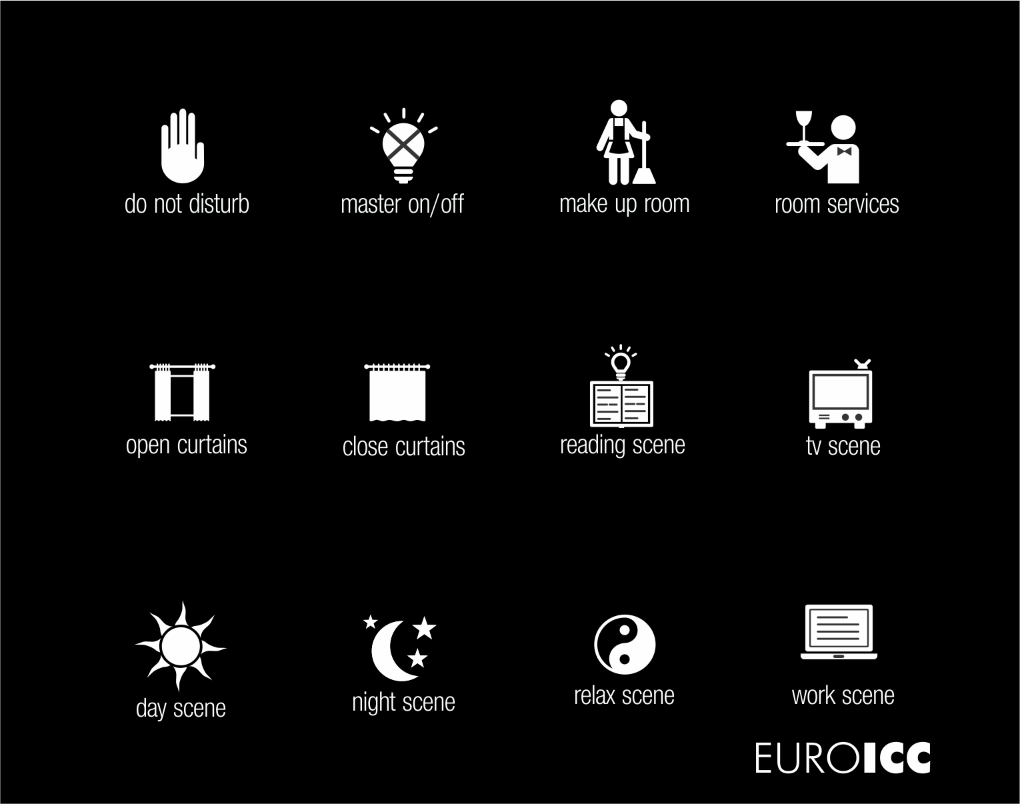 do not disturb
master on/off
make up room
room services
open curtains
close curtains
reading scene
tv scene
day scene
night scene
relax scene
work scene
EUROICC